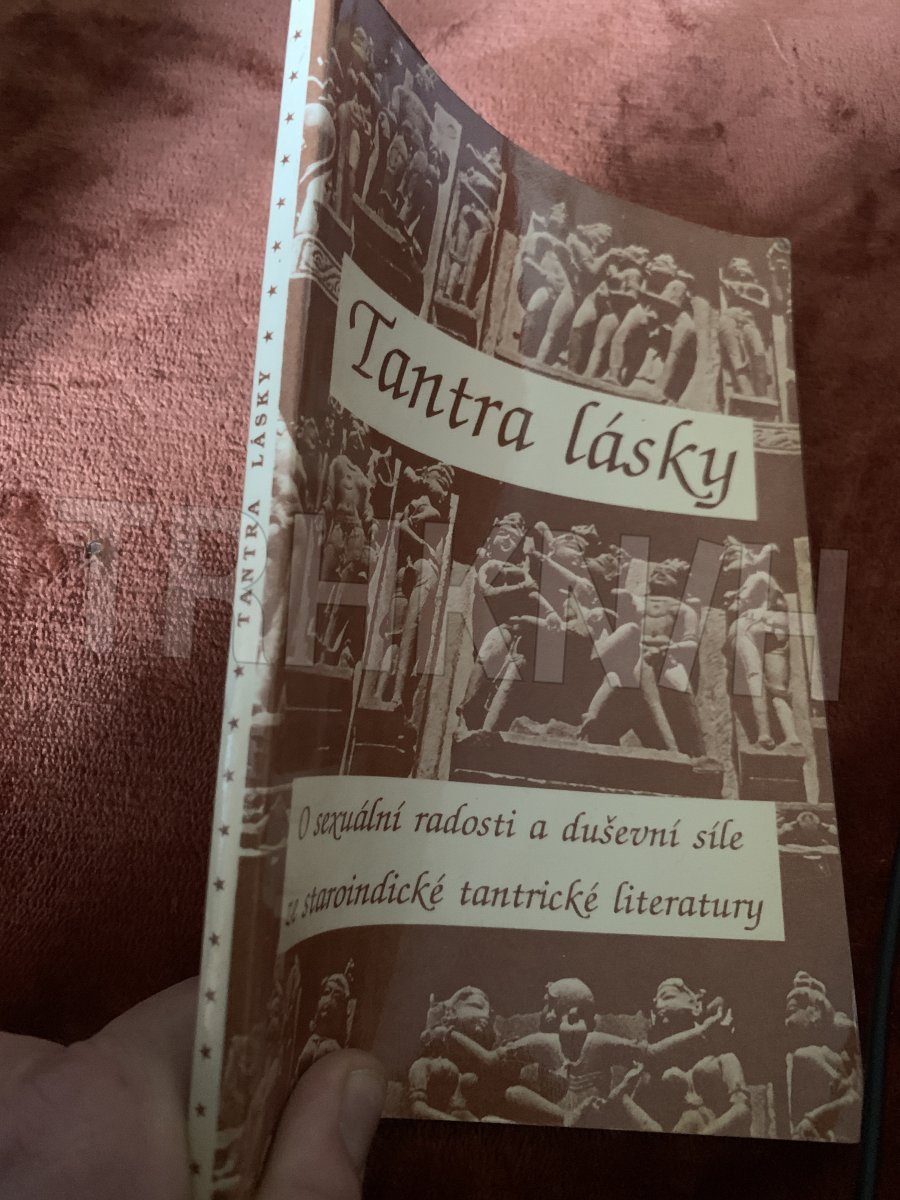 TANTRA LÁSKY
Tantra lásky
O sexuální radosti a duševní síle
ze staroindické tantrické literatury